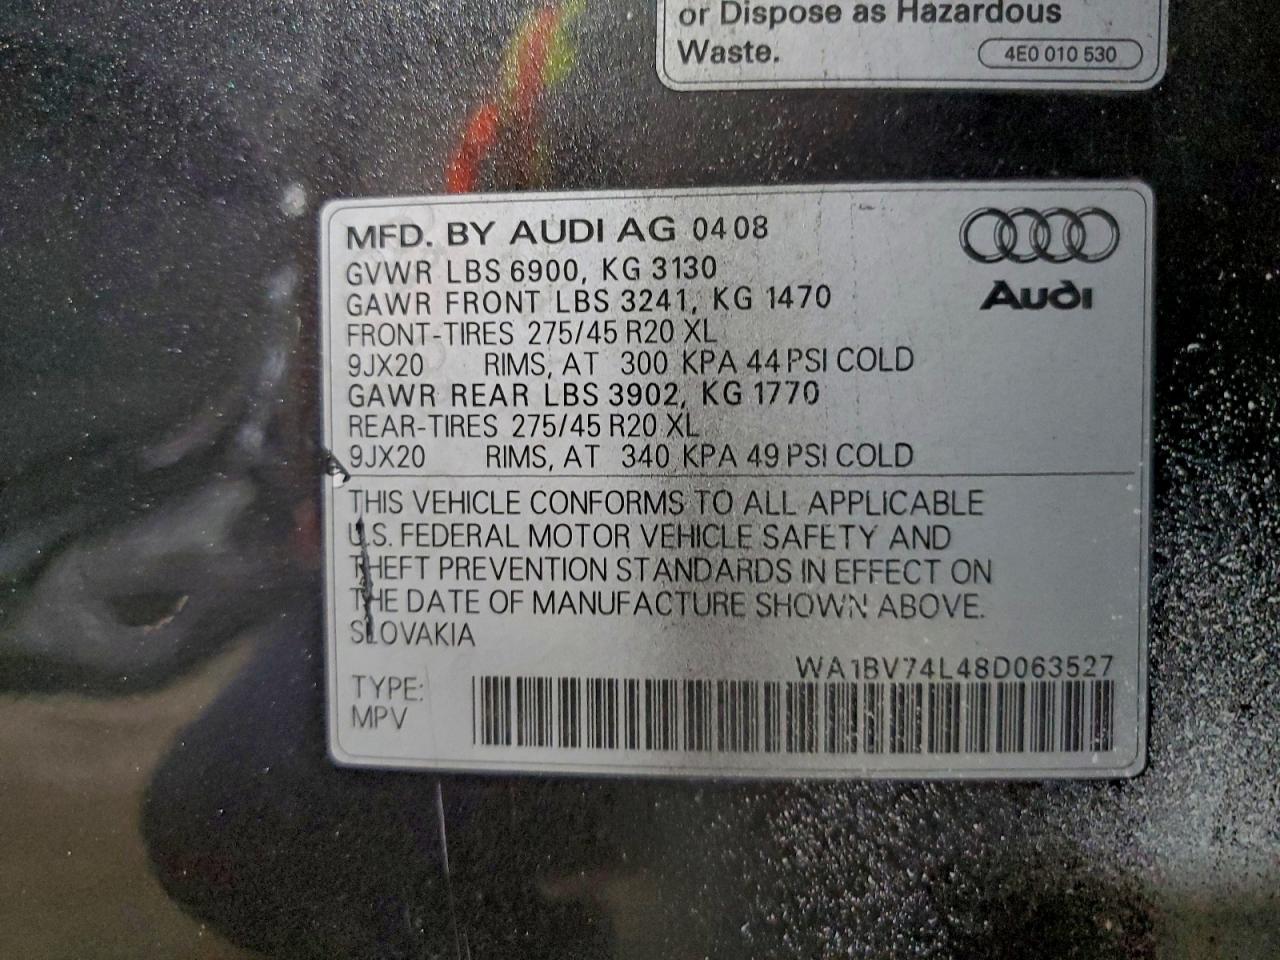 or Dispose as Hazardous
Waste.
4E0 010 530
MFD. BY AUDI AG 04 08
GVWR LBS 6900, KG 3130
GAWR FRONT LBS 3241, KG 1470
FRONT-TIRES 275/45 R20 XL
9JX20 RIMS, AT 300 KPA 44 PSI COLD
GAWR REAR LBS 3902, KG 1770
REAR-TIRES 275/45 R20 XL
9JX20 RIMS, AT 340 KPA 49 PSI COLD
Audi
THIS VEHICLE CONFORMS TO ALL APPLICABLE
U.S. FEDERAL MOTOR VEHICLE SAFETY AND
THEFT PREVENTION STANDARDS IN EFFECT ON
THE DATE OF MANUFACTURE SHOWN ABOVE.
SLOVAKIA
WA1BV74L48D063527
TYPE:
MPV